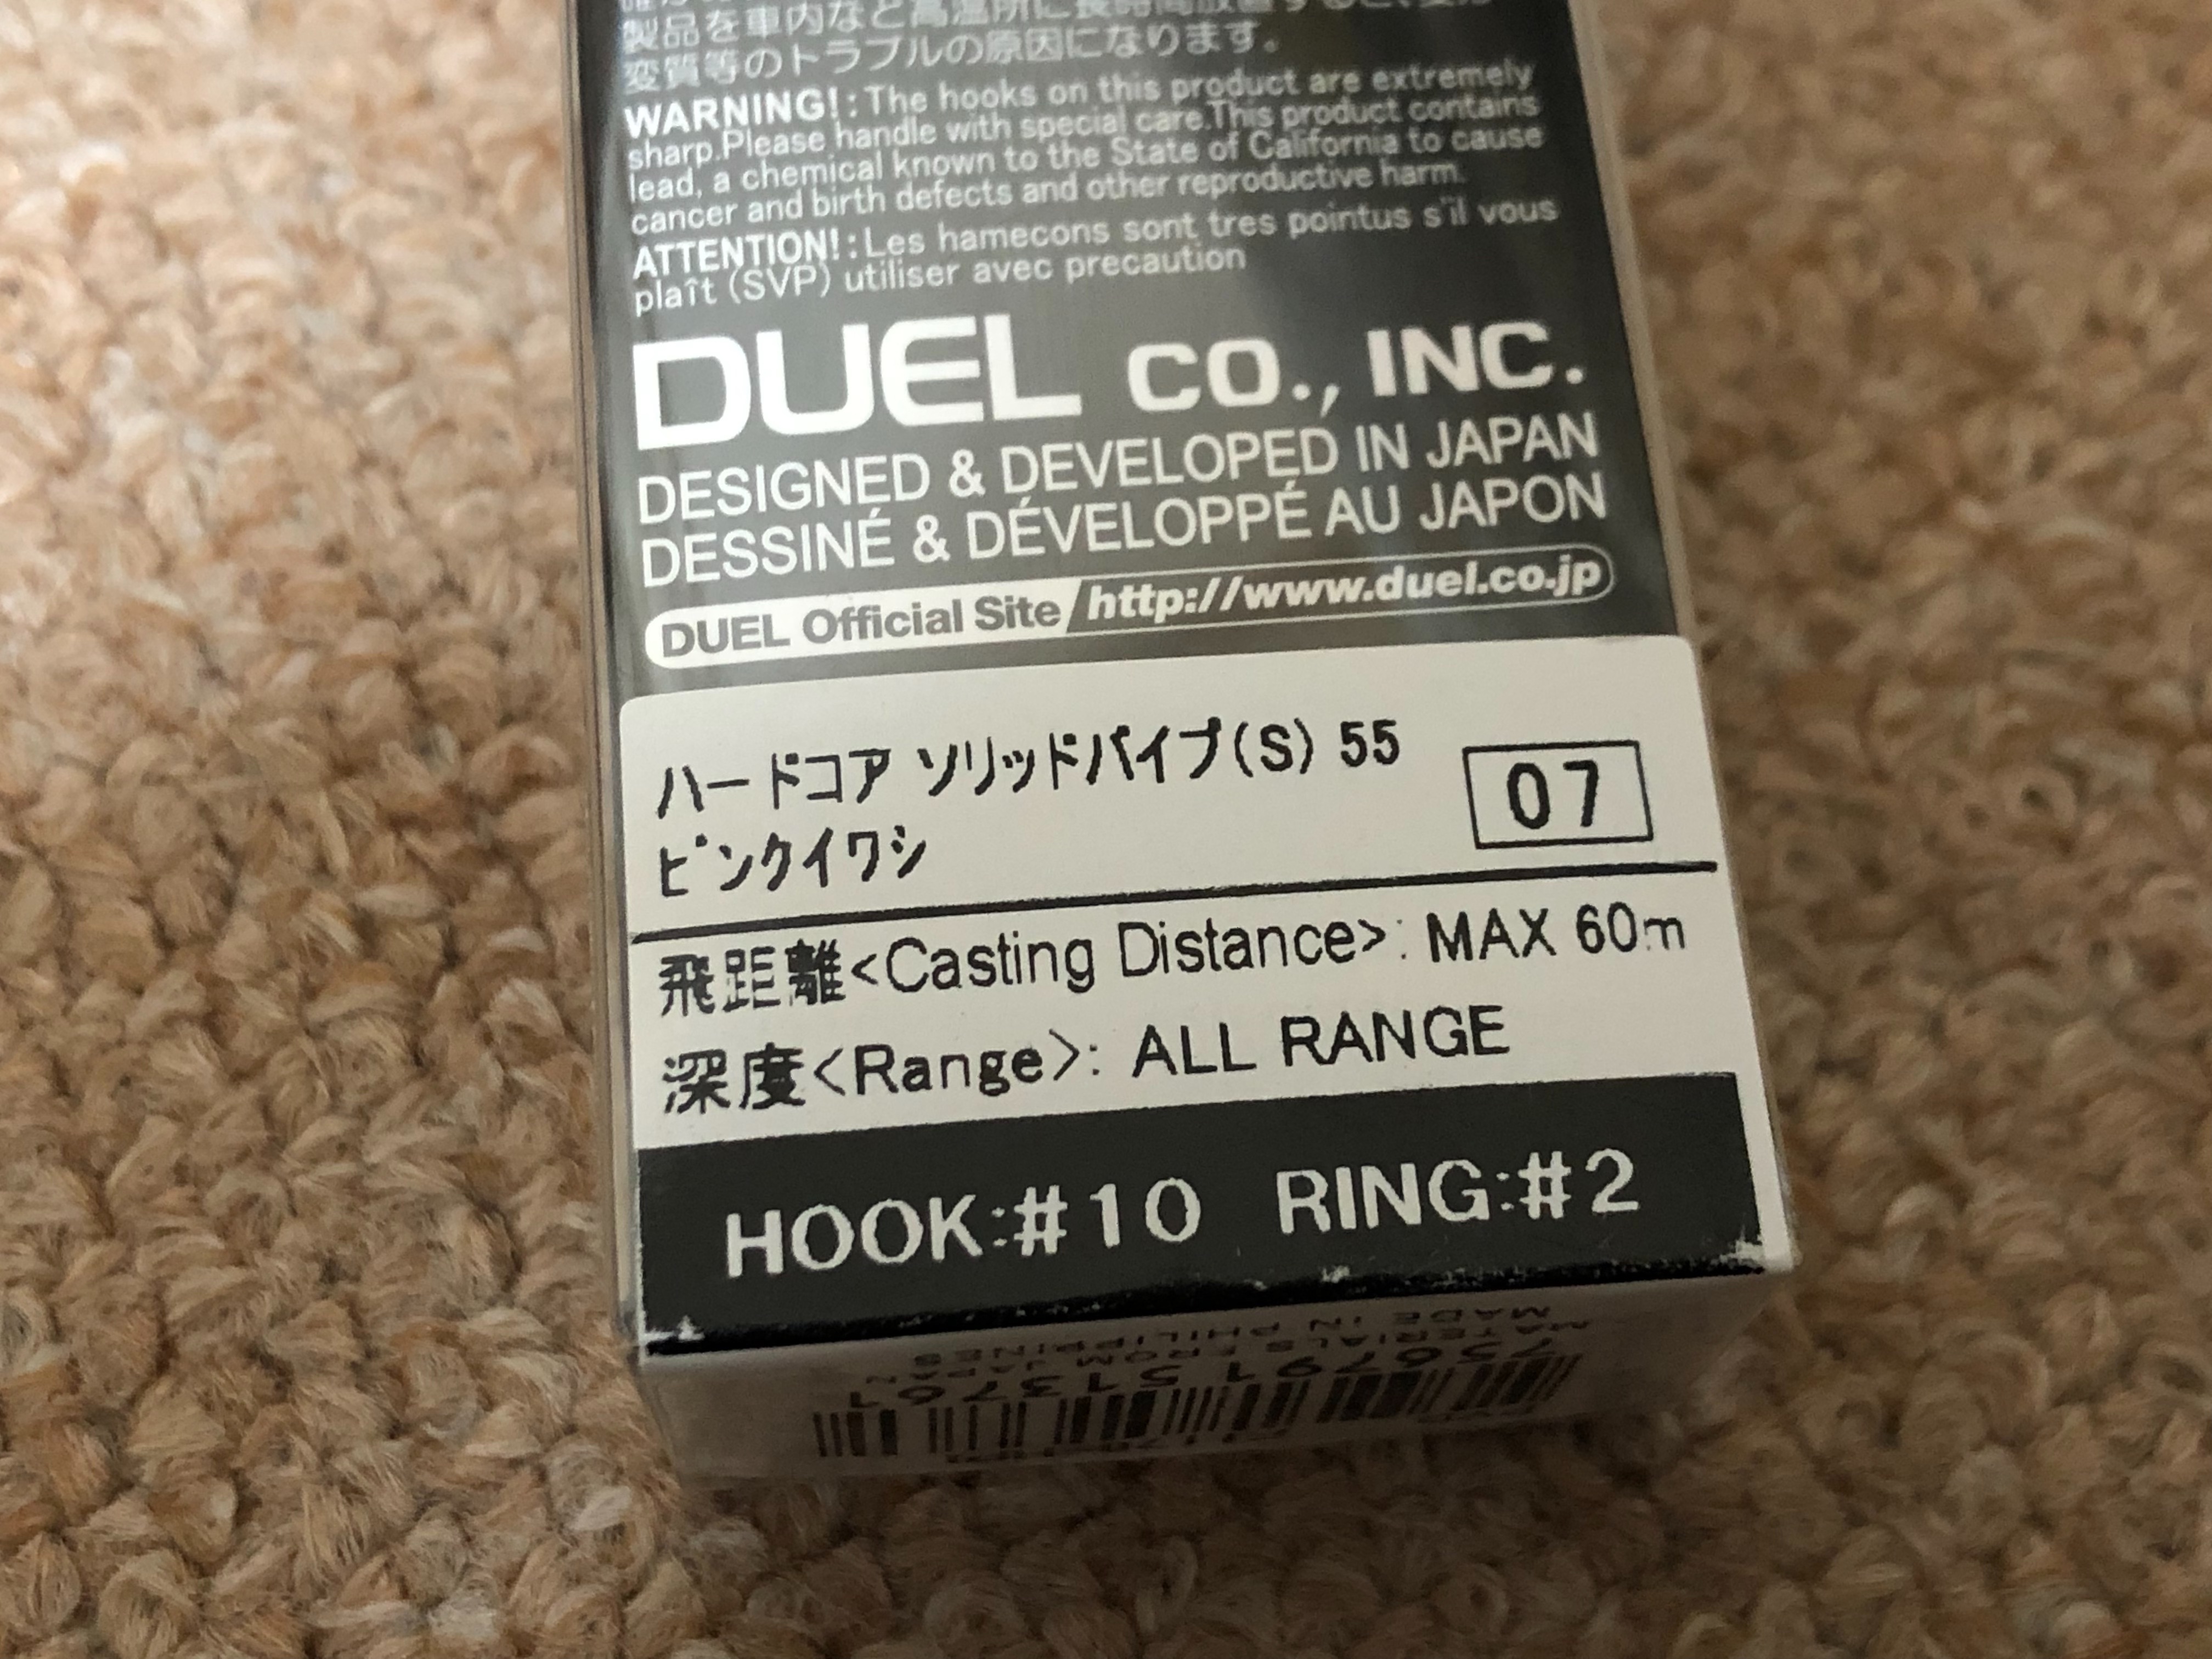 製品を車内など高温所に長時間放置すると、変形
変質等のトラブルの原因になります。
WARNING!:The hooks on this product are extremely
sharp.Please handle with special care.This product contains
lead, a chemical known to the State of California to cause
cancer and birth defects and other reproductive harm.
ATTENTION!:Les hamecons sont tres pointus s'il vous
plaît (SVP) utiliser avec precaution
DUEL CO., INC.
DESIGNED & DEVELOPED IN JAPAN
DESSINÉ & DÉVELOPPÉ AU JAPON
DUEL Official Site http://www.duel.co.jp
ハードコア ソリッドバイブ(S) 55
07
ピンクイワシ
飛距離<Casting Distance>: MAX 60m
深度<Range>: ALL RANGE
HOOK:#10 RING:#2
MADE IN PHILIPPINES
MATERIALS FROM JAPAN
756791 513761